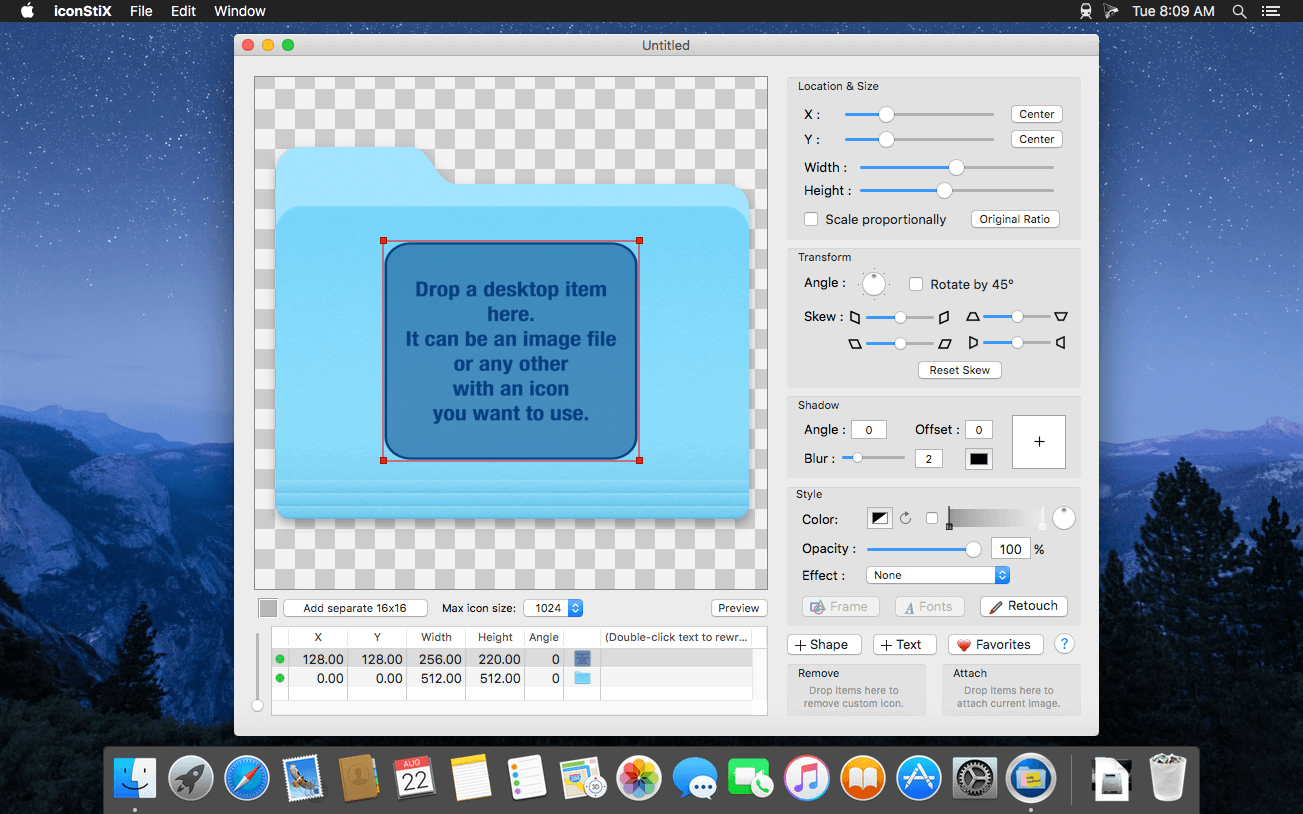 iconStiX File Edit Window Tue 8:09 AM
Untitled
Drop a desktop item
here.
It can be an image file
or any other
with an icon
you want to use.
Add separate 16x16 Max icon size: 1024 Preview
X Y Width Height Angle (Double-click text to rewr...
128.00 128.00 256.00 220.00 0
0.00 0.00 512.00 512.00 0
Location & Size
X : Center
Y : Center
Width :
Height :
Scale proportionally Original Ratio
Transform
Angle : Rotate by 45°
Skew :
Reset Skew
Shadow
Angle : 0 Offset : 0
+
Blur : 2
Style
Color:
Opacity : 100 %
Effect : None
Frame A Fonts Retouch
+ Shape + Text Favorites ?
Remove
Drop items here to
remove custom icon.
Attach
Drop items here to
attach current image.
AUG
22
3D